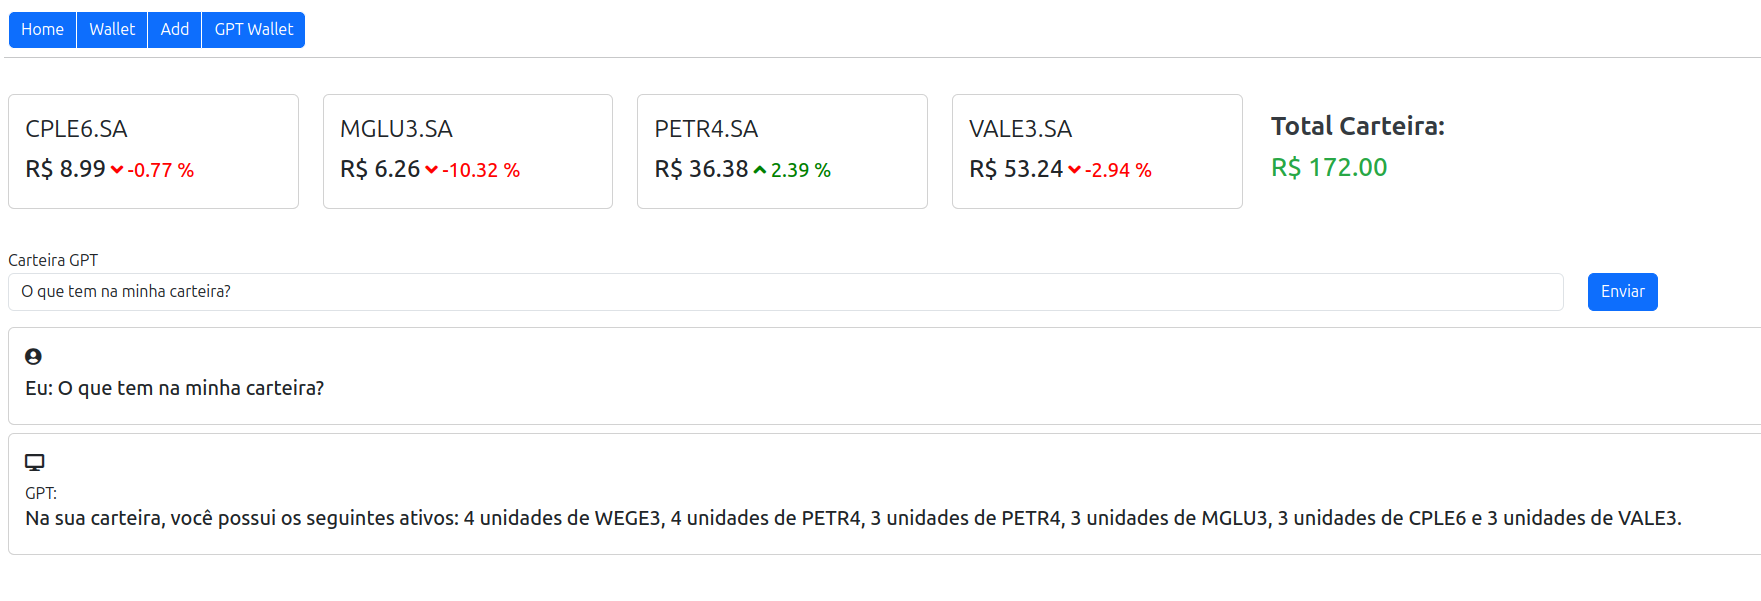 Home Wallet Add GPT Wallet
CPLE6.SA
R$ 8.99 -0.77 %
MGLU3.SA
R$ 6.26 -10.32 %
PETR4.SA
R$ 36.38 2.39 %
VALE3.SA
R$ 53.24 -2.94 %
Total Carteira:
R$ 172.00
Carteira GPT
O que tem na minha carteira?
Enviar
Eu: O que tem na minha carteira?
GPT:
Na sua carteira, você possui os seguintes ativos: 4 unidades de WEGE3, 4 unidades de PETR4, 3 unidades de PETR4, 3 unidades de MGLU3, 3 unidades de CPLE6 e 3 unidades de VALE3.